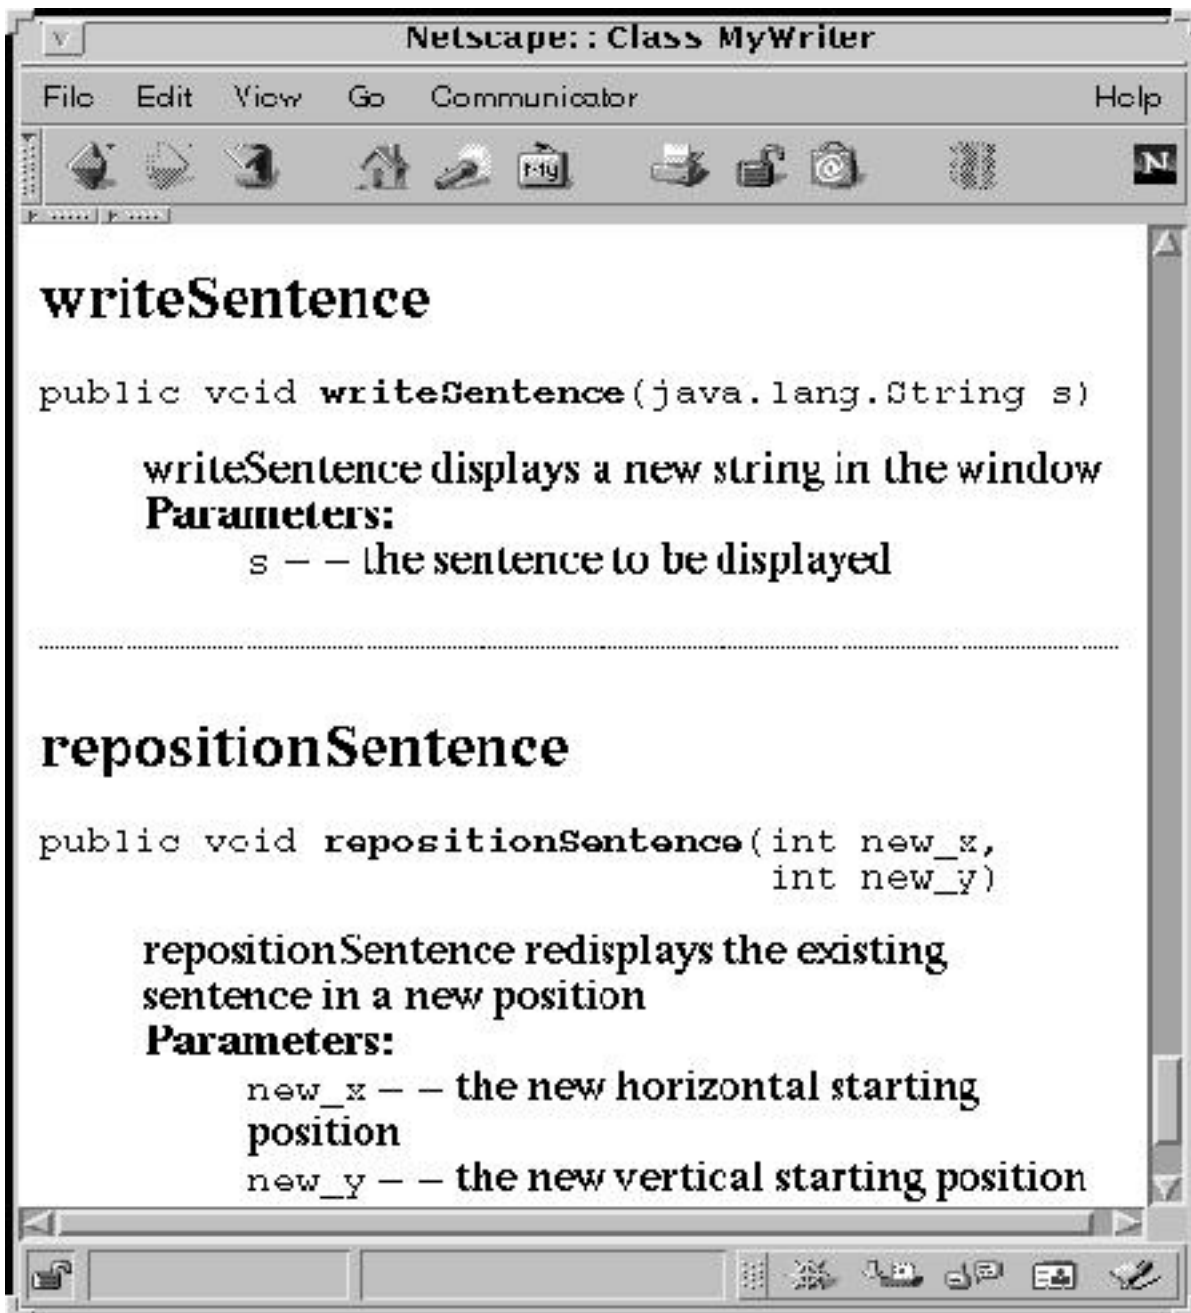 Netscape: : Class MyWriter
File Edit View Go Communicator Help
N
writeSentence
public void writeSentence(java.lang.String s)
writeSentence displays a new string in the window
Parameters:
s – – the sentence to be displayed
repositionSentence
public void repositionSentence(int new_x,
int new_y)
repositionSentence redisplays the existing
sentence in a new position
Parameters:
new_x – – the new horizontal starting
position
new_y – – the new vertical starting position